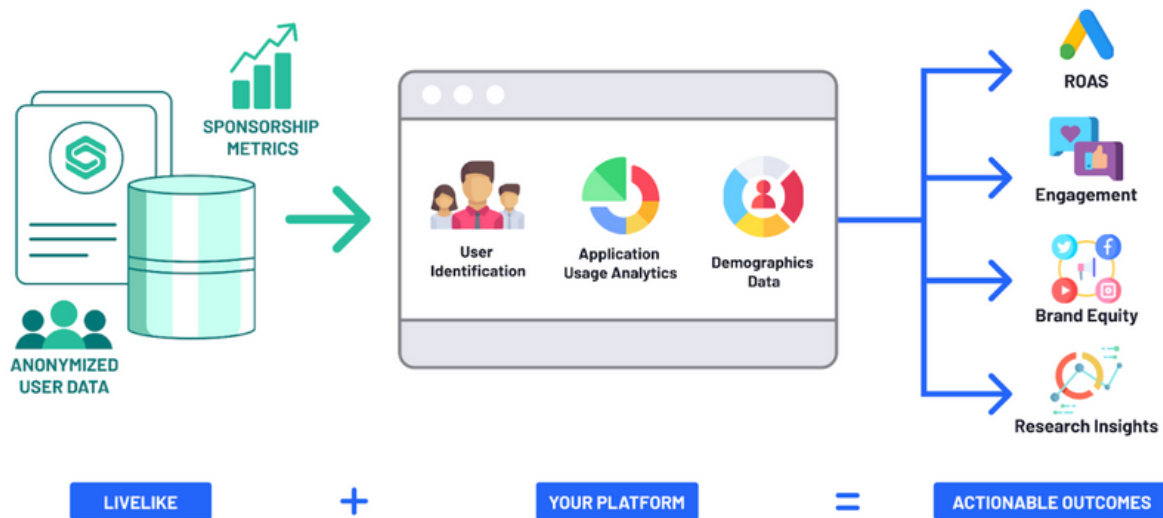 SPONSORSHIP
METRICS
ANONYMIZED
USER DATA
User
Identification
Application
Usage Analytics
Demographics
Data
ROAS
Engagement
Brand Equity
Research Insights
LIVELIKE
+
YOUR PLATFORM
=
ACTIONABLE OUTCOMES